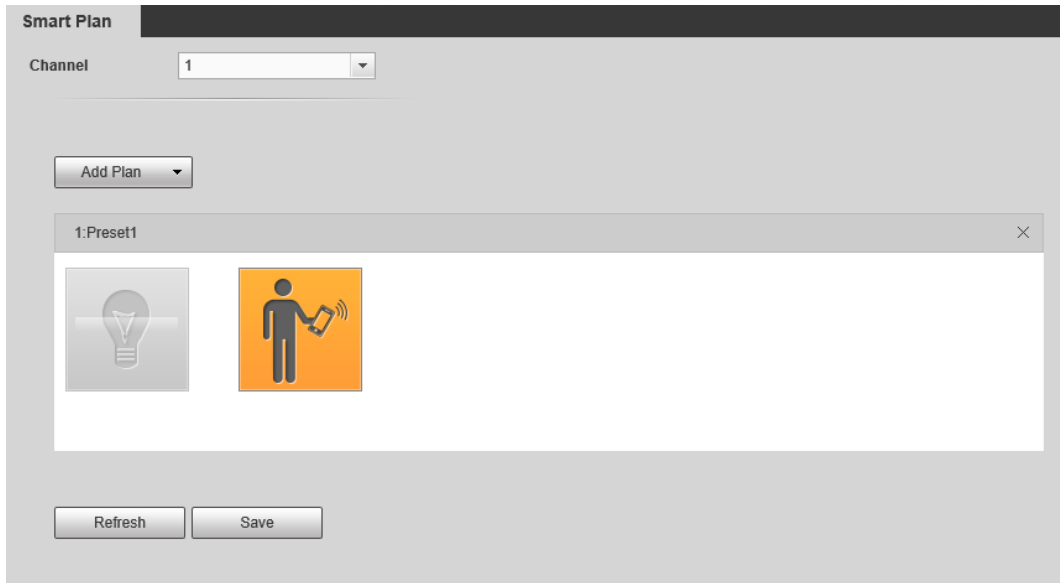 Smart Plan
Channel
1
Add Plan
1:Preset1
Refresh
Save